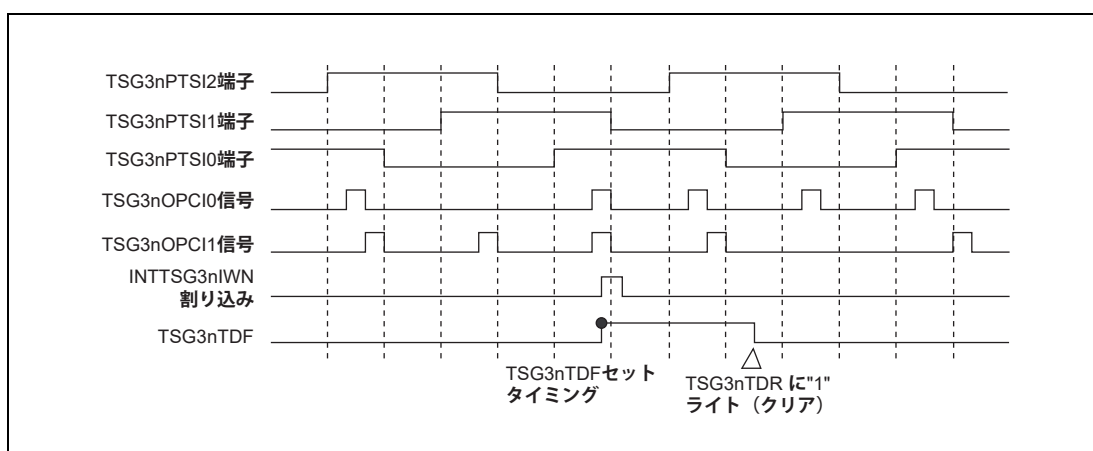 TSG3nPTSI2端子
TSG3nPTSI1端子
TSG3nPTSI0端子
TSG3nOPCI0信号
TSG3nOPCI1信号
INTTSG3nIWN
割り込み
TSG3nTDF
TSG3nTDFセット
タイミング
TSG3nTDR に"1"
ライト（クリア）